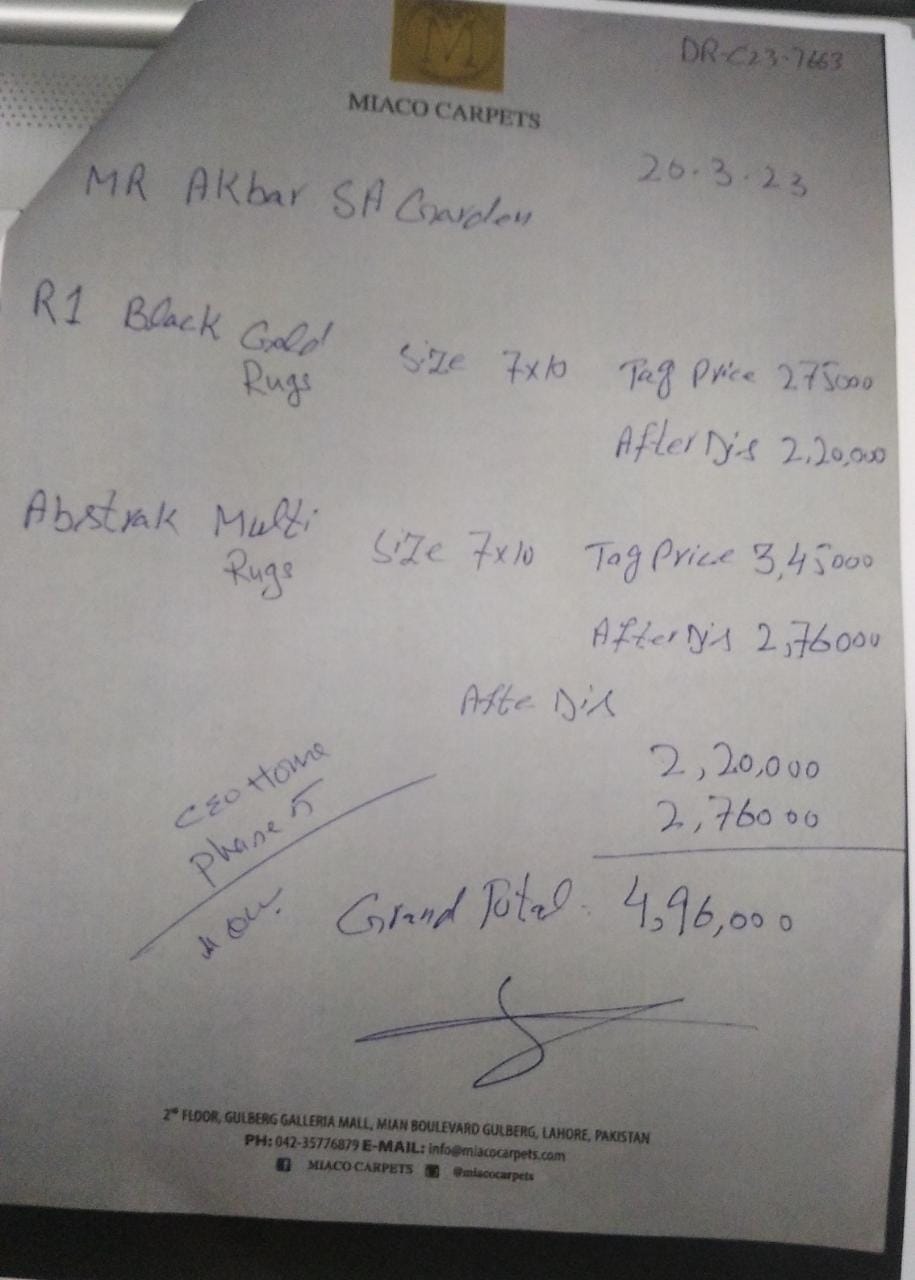 M
DR-C23-7663
MIACO CARPETS
20.3.23
MR Akbar SA Garden
R1 Black Gold Rugs Size 7x10 Tag Price 275000
After Dis 2,20,000
Abstrak Multi Rugs Size 7x10 Tag Price 3,45000
After Dis 2,76000
Afte Dis
2,20,000
2,76000
CEO Home
Phase 5
Grand Total - 4,96,000
2nd FLOOR, GULBERG GALLERIA MALL, MIAN BOULEVARD GULBERG, LAHORE, PAKISTAN
PH: 042-35776879 E-MAIL: info@miacocarpets.com
MIACO CARPETS @miacocarpets